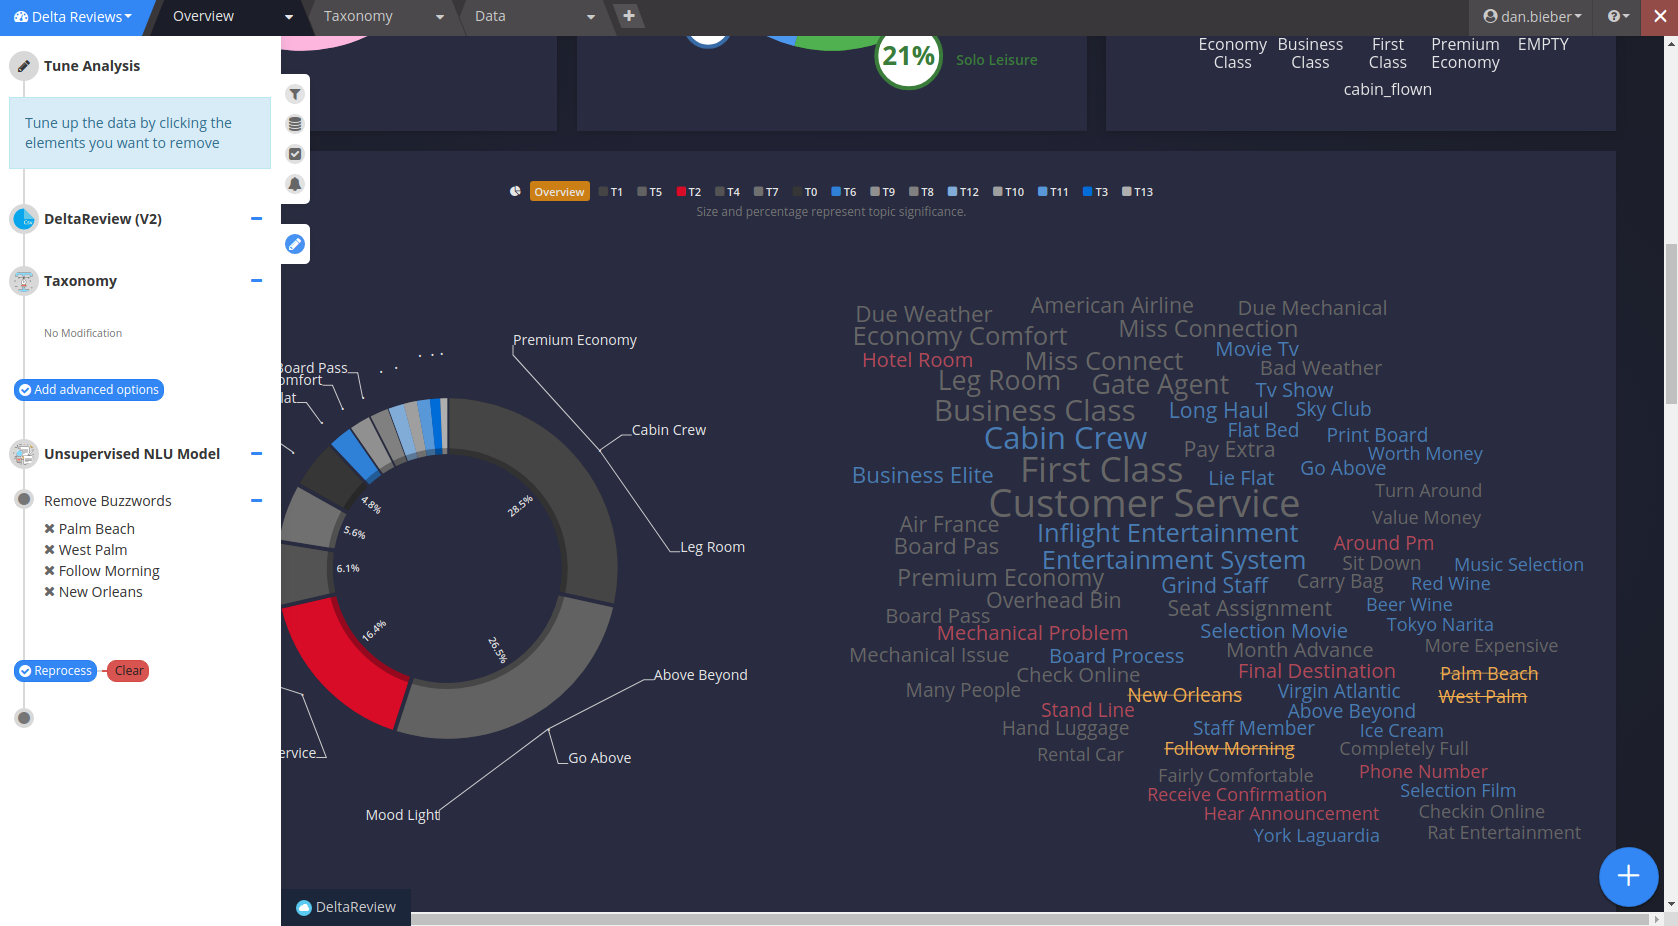 Delta Reviews
Overview
Taxonomy
Data
dan.bieber
Tune Analysis
Tune up the data by clicking the
elements you want to remove
DeltaReview (V2)
Taxonomy
No Modification
Add advanced options
Unsupervised NLU Model
Remove Buzzwords
Palm Beach
West Palm
Follow Morning
New Orleans
Reprocess
Clear
21%
Solo Leisure
Economy Class
Business Class
First Class
Premium Economy
EMPTY
cabin_flown
Overview T1 T5 T2 T4 T7 T0 T6 T9 T8 T12 T10 T11 T3 T13
Size and percentage represent topic significance.
Premium Economy
Board Pass
omfort
lat
Cabin Crew
Leg Room
Above Beyond
Go Above
Mood Light
ervice
28.5%
26.5%
16.4%
6.1%
5.6%
4.8%
Due Weather
American Airline
Due Mechanical
Economy Comfort
Miss Connection
Hotel Room
Miss Connect
Movie Tv
Bad Weather
Leg Room
Gate Agent
Tv Show
Business Class
Long Haul
Sky Club
Cabin Crew
Flat Bed
Print Board
Pay Extra
Worth Money
Business Elite
First Class
Lie Flat
Go Above
Customer Service
Turn Around
Air France
Inflight Entertainment
Value Money
Board Pas
Around Pm
Entertainment System
Sit Down
Music Selection
Premium Economy
Grind Staff
Carry Bag
Red Wine
Overhead Bin
Seat Assignment
Beer Wine
Board Pass
Tokyo Narita
Mechanical Problem
Selection Movie
More Expensive
Mechanical Issue
Board Process
Month Advance
Check Online
Final Destination
Palm Beach
Many People
New Orleans
Virgin Atlantic
West Palm
Stand Line
Above Beyond
Hand Luggage
Staff Member
Ice Cream
Rental Car
Follow Morning
Completely Full
Fairly Comfortable
Phone Number
Receive Confirmation
Selection Film
Hear Announcement
Checkin Online
York Laguardia
Rat Entertainment
DeltaReview